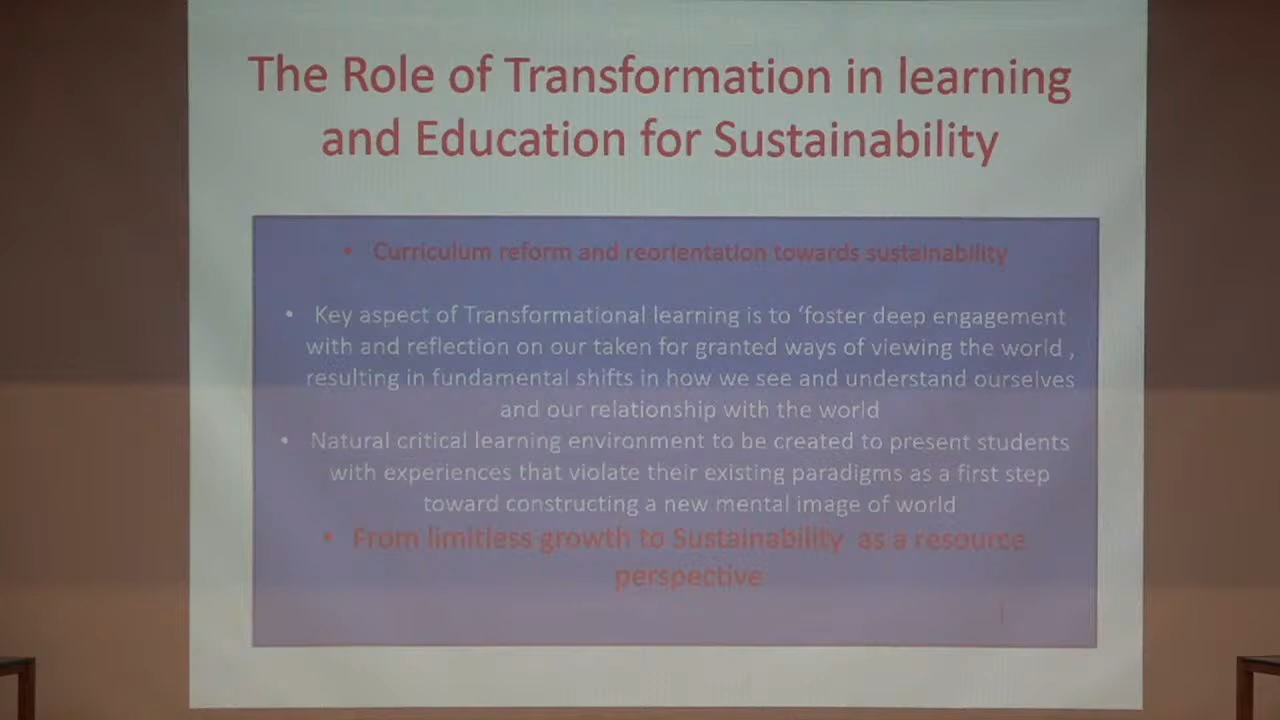 The Role of Transformation in learning
and Education for Sustainability
• Curriculum reform and reorientation towards sustainability
• Key aspect of Transformational learning is to ‘foster deep engagement
with and reflection on our taken for granted ways of viewing the world ,
resulting in fundamental shifts in how we see and understand ourselves
and our relationship with the world
• Natural critical learning environment to be created to present students
with experiences that violate their existing paradigms as a first step
toward constructing a new mental image of world
• From limitless growth to Sustainability as a resource
perspective